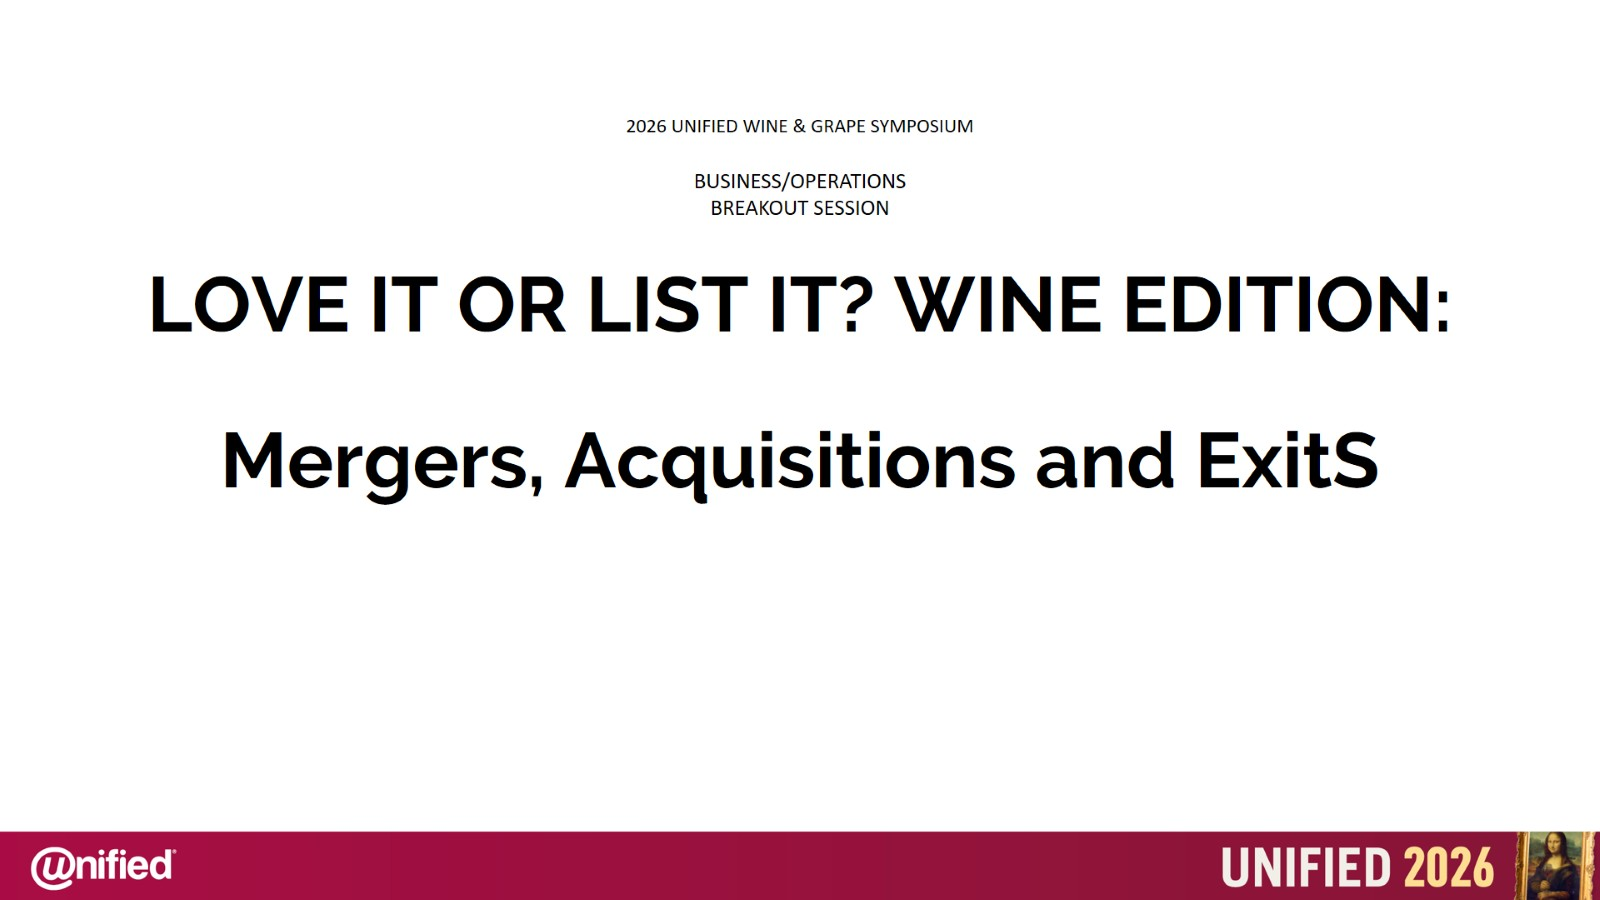 2026 UNIFIED WINE & GRAPE SYMPOSIUM
BUSINESS/OPERATIONS
BREAKOUT SESSION
LOVE IT OR LIST IT? WINE EDITION:
Mergers, Acquisitions and ExitS
@unified®
UNIFIED 2026